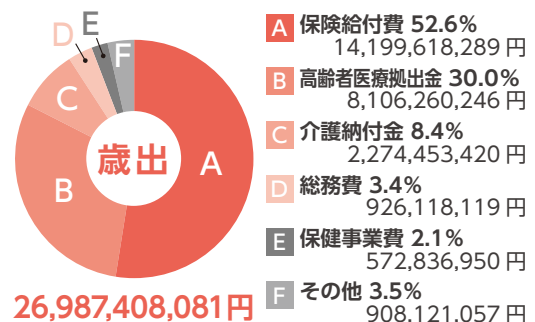 D
E
F
C
B
A
歳出
26,987,408,081円
A 保険給付費 52.6%
14,199,618,289 円
B 高齢者医療拠出金 30.0%
8,106,260,246 円
C 介護納付金 8.4%
2,274,453,420 円
D 総務費 3.4%
926,118,119 円
E 保健事業費 2.1%
572,836,950 円
F その他 3.5%
908,121,057 円